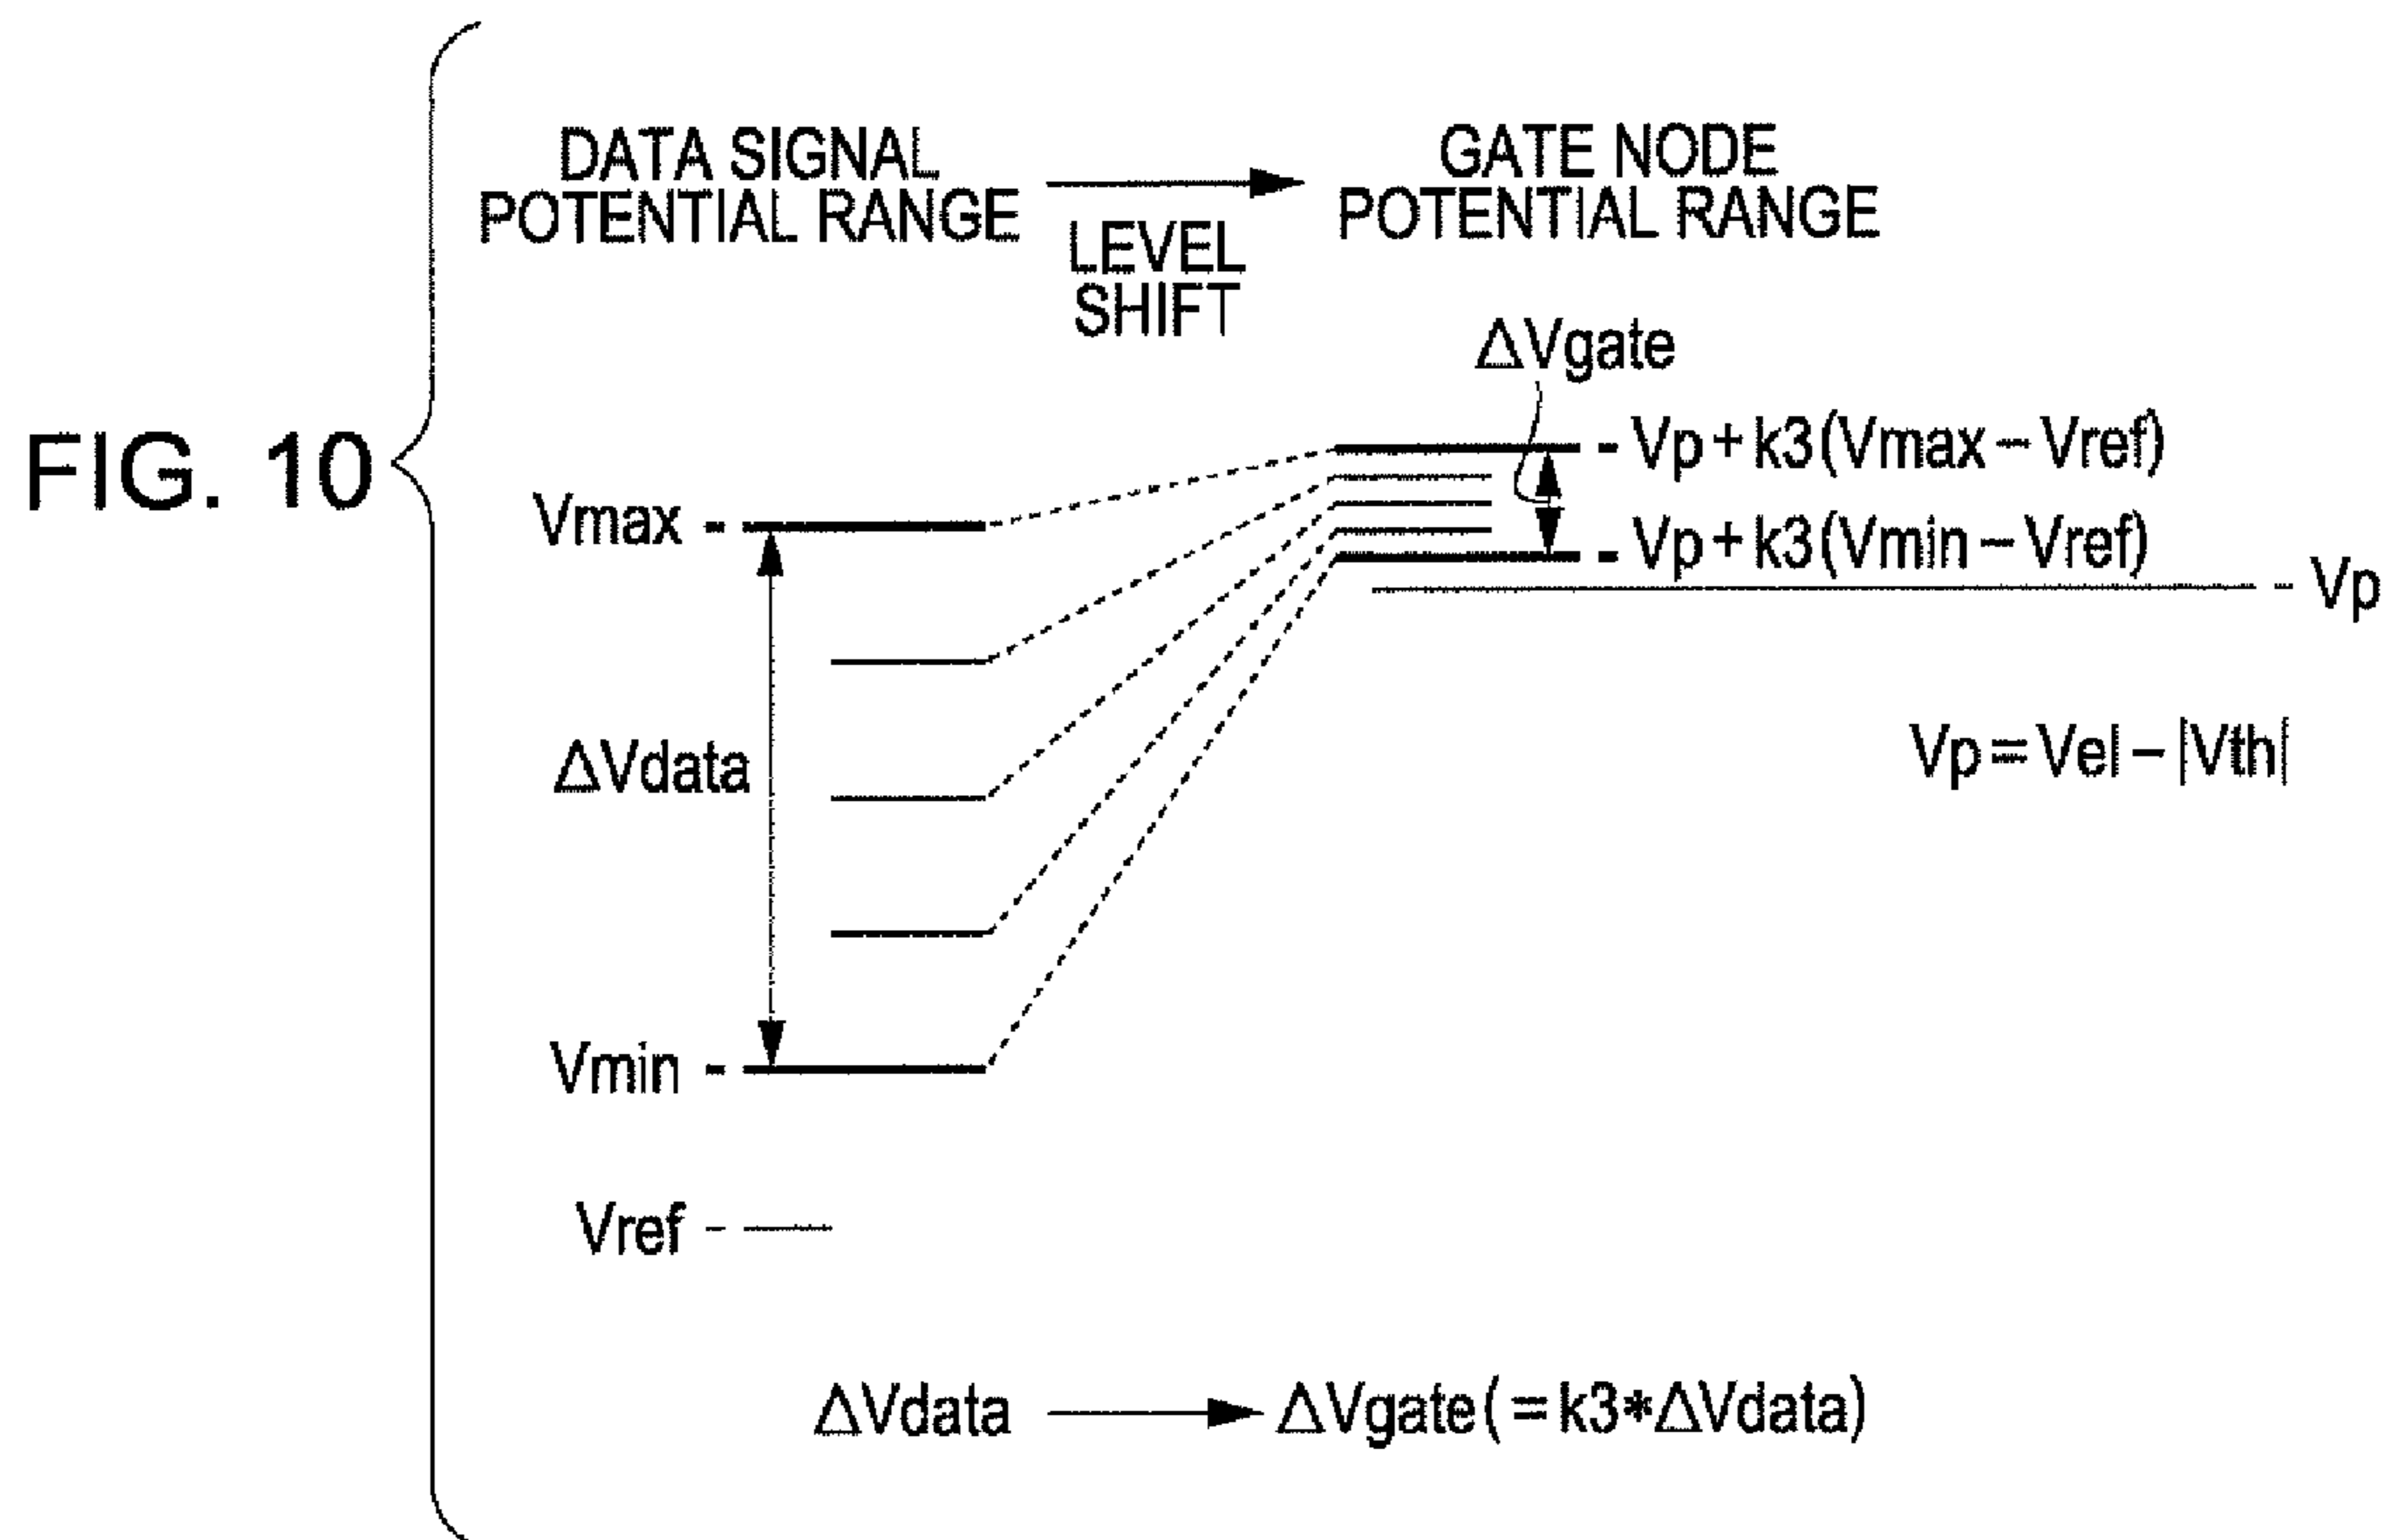 FIG. 10
DATA SIGNAL
POTENTIAL RANGE
LEVEL
SHIFT
GATE NODE
POTENTIAL RANGE
ΔVgate
Vp + k3 (Vmax − Vref)
Vmax
Vp + k3 (Vmin − Vref)
Vp
Vp = Vel − |Vth|
ΔVdata
Vmin
Vref
ΔVdata
ΔVgate ( = k3*ΔVdata)